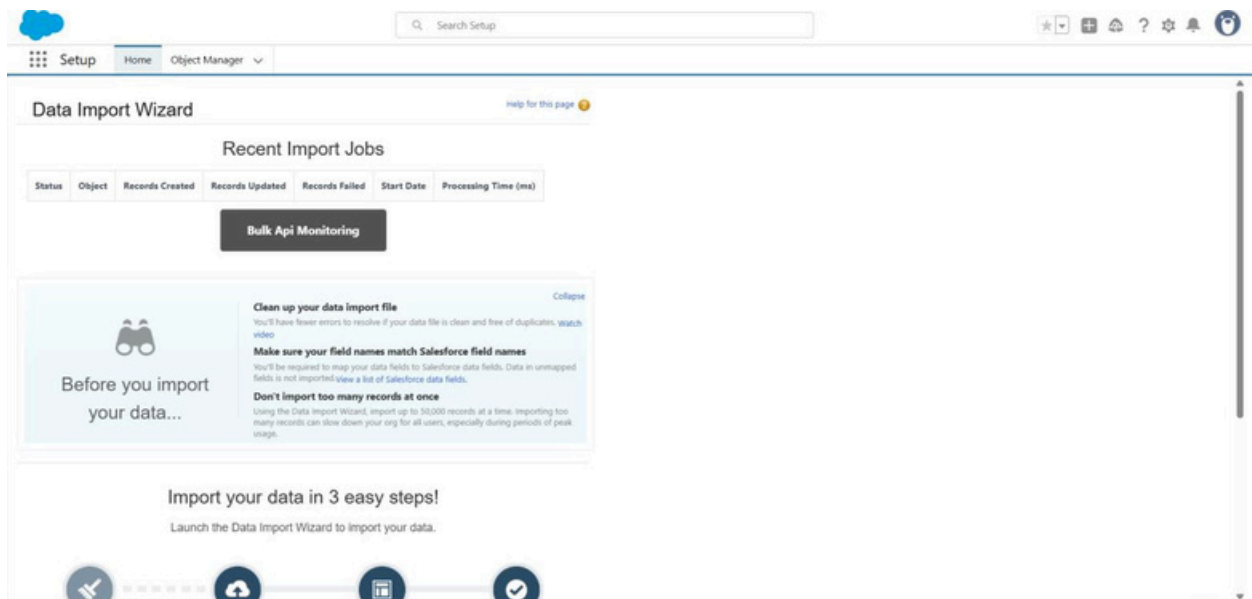 Search Setup
Setup
Home
Object Manager
Data Import Wizard
Help for this page
Recent Import Jobs
Status Object Records Created Records Updated Records Failed Start Date Processing Time (ms)
Bulk Api Monitoring
Collapse
Before you import
your data...
Clean up your data import file
You'll have fewer errors to resolve if your data file is clean and free of duplicates. Watch
video
Make sure your field names match Salesforce field names
You'll be required to map your data fields to Salesforce data fields. Data in unmapped
fields is not imported. View a list of Salesforce data fields.
Don't import too many records at once
Using the Data Import Wizard, import up to 50,000 records at a time. Importing too
many records can slow down your org for all users, especially during periods of peak
usage.
Import your data in 3 easy steps!
Launch the Data Import Wizard to import your data.